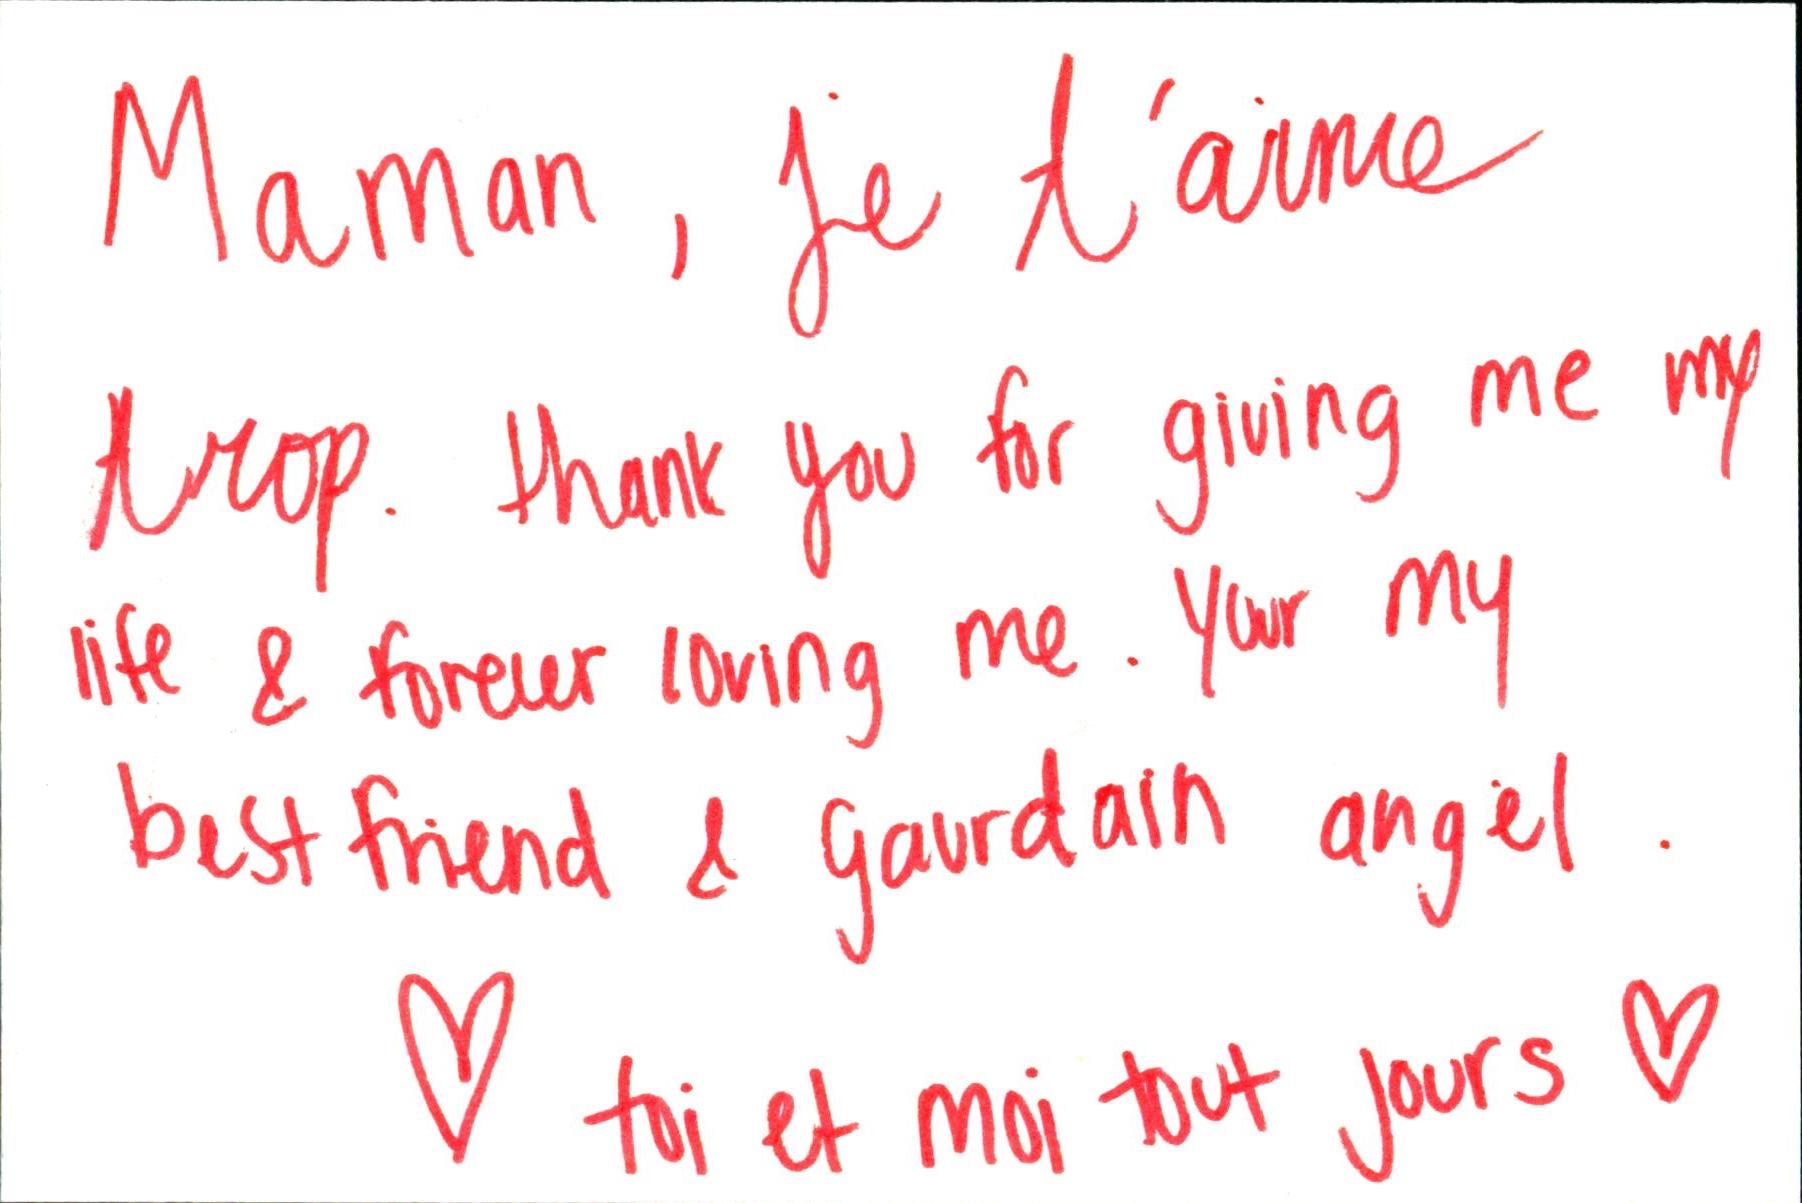 Maman, je t'aime
trop. thank you for giving me my
life & forever loving me. Your my
best friend & gaurdain angel.
♡ toi et moi tout jours ♡